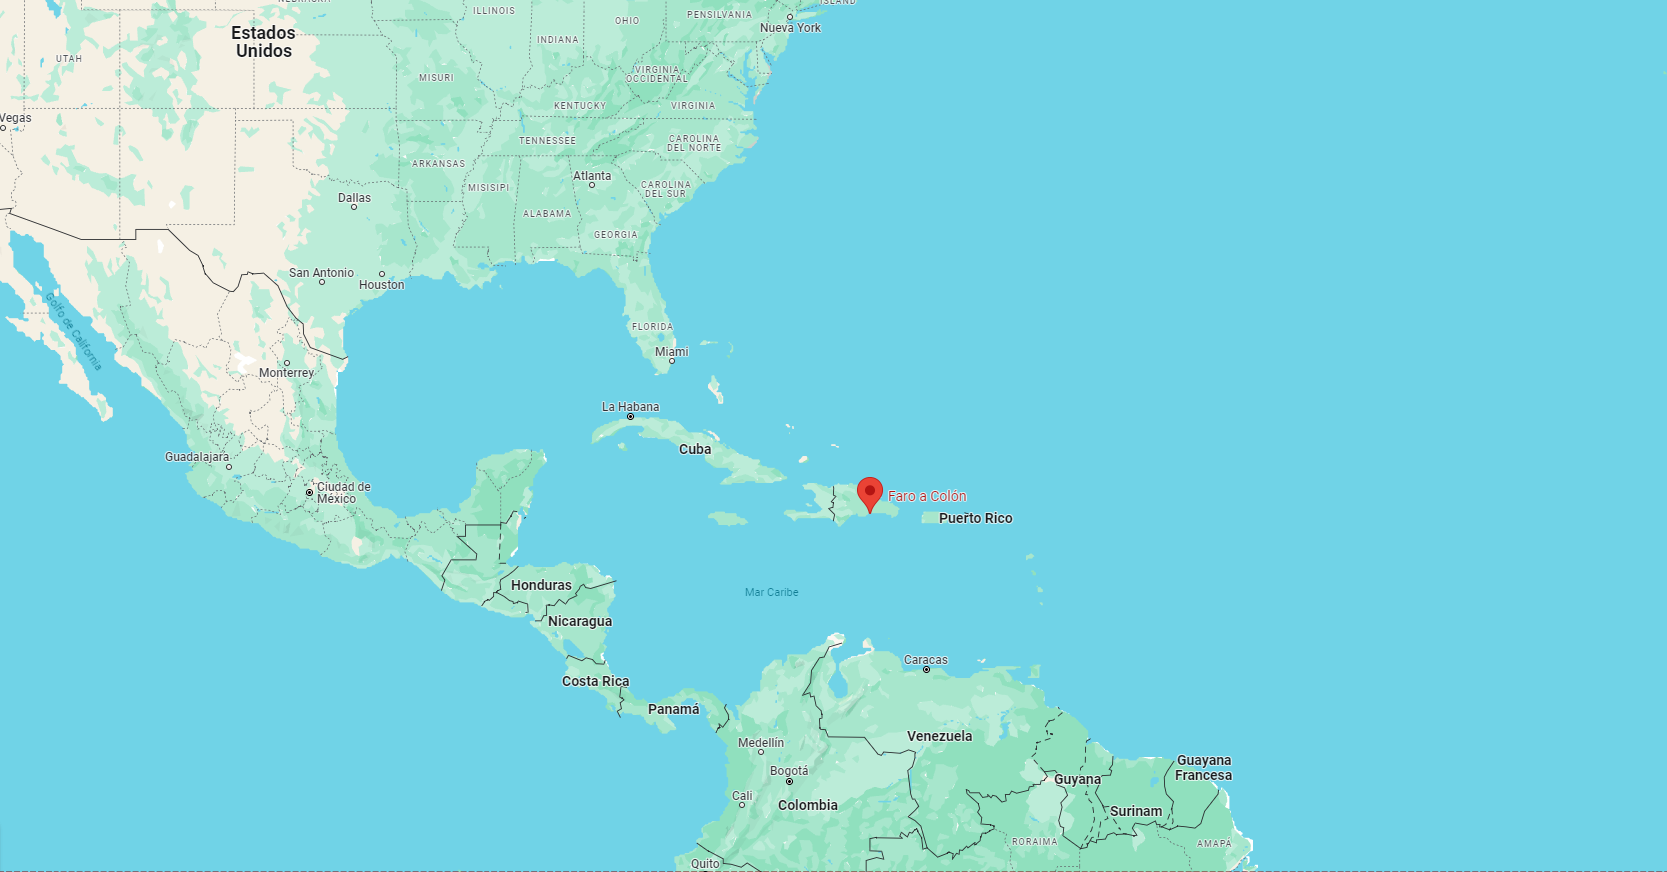 NEBRASKA
ILLINOIS
OHIO
PENSILVANIA
ISLAND
Nueva York
Estados
Unidos
INDIANA
UTAH
MISURI
VIRGINIA
OCCIDENTAL
KENTUCKY
VIRGINIA
Vegas
TENNESSEE
CAROLINA
DEL NORTE
ARKANSAS
Atlanta
MISISIPI
CAROLINA
DEL SUR
Dallas
ALABAMA
GEORGIA
San Antonio
Houston
Golfo de California
FLORIDA
Miami
Monterrey
La Habana
Cuba
Guadalajara
Ciudad de
México
Faro a Colón
Puerto Rico
Honduras
Mar Caribe
Nicaragua
Caracas
Costa Rica
Panamá
Venezuela
Medellín
Guayana
Francesa
Bogotá
Guyana
Cali
Colombia
Surinam
RORAIMA
AMAPÁ
Quito